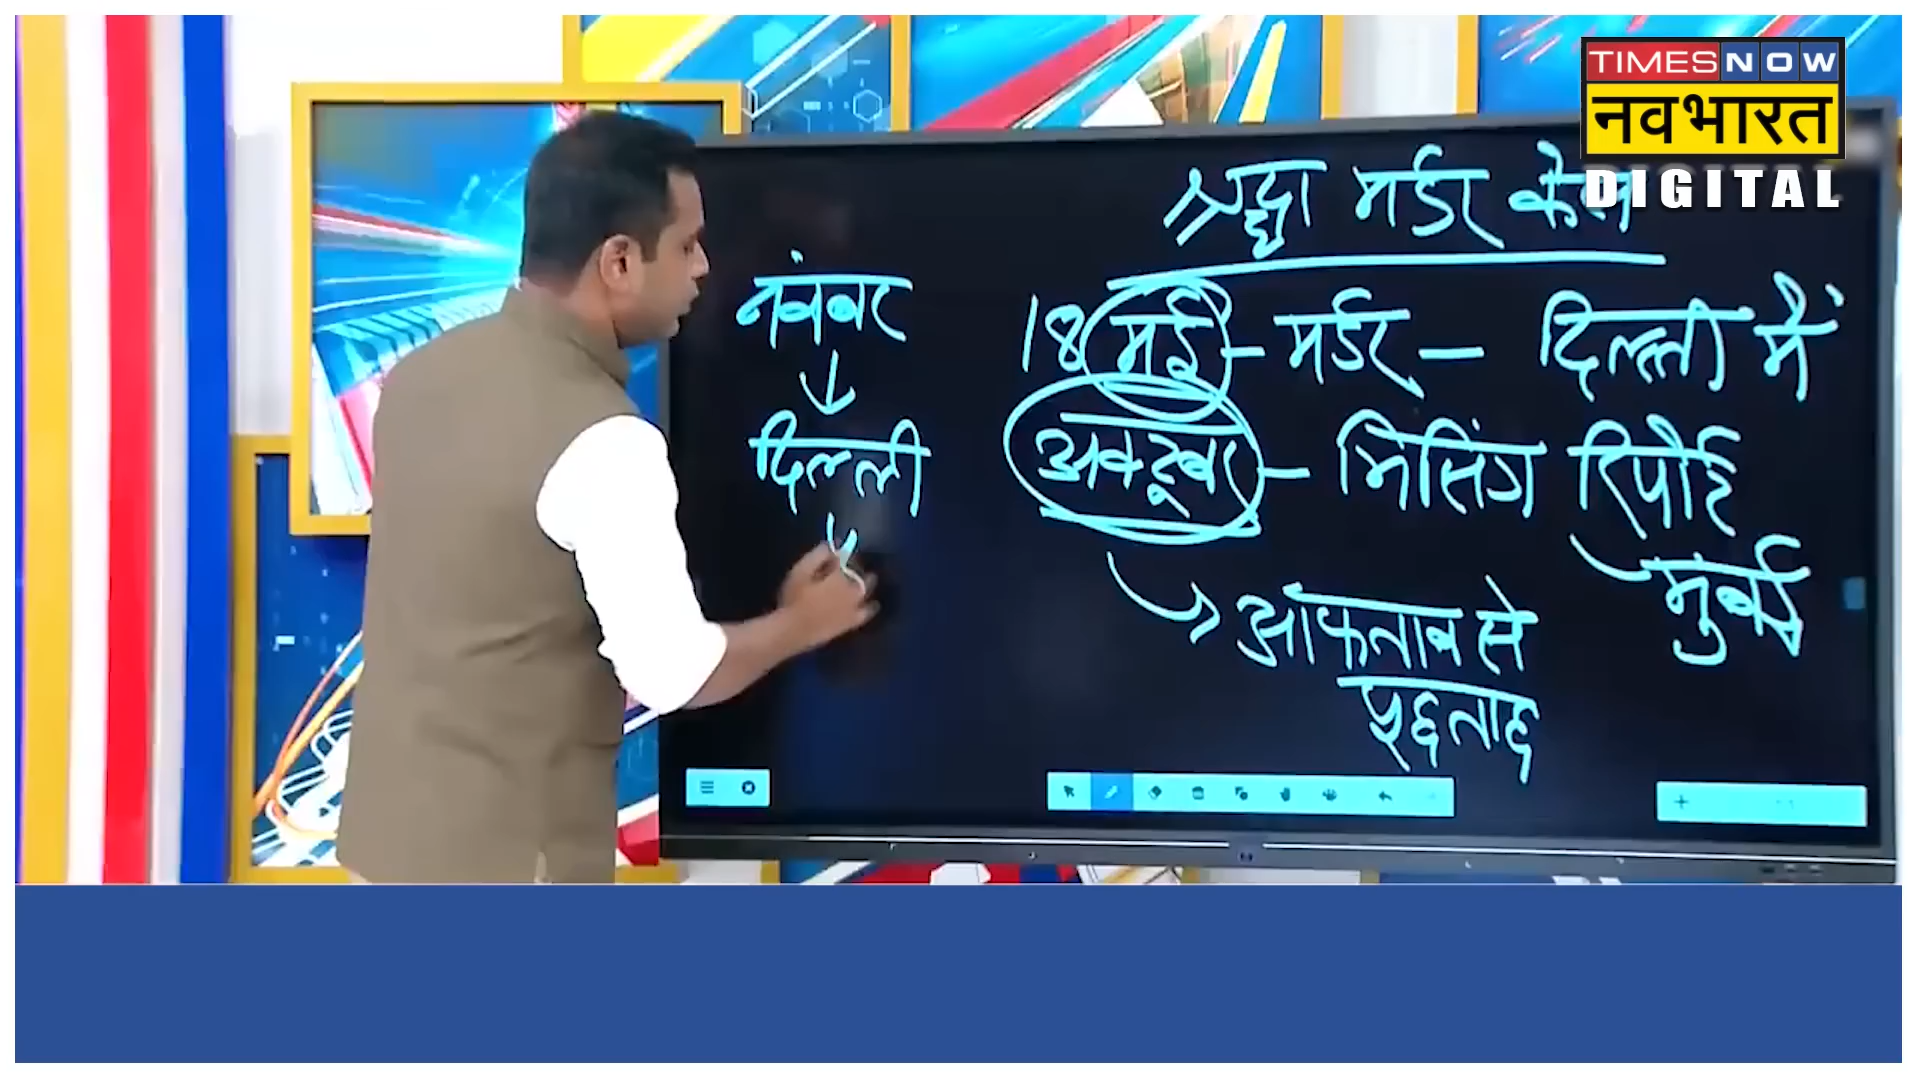 TIMES NOW
नवभारत
DIGITAL
श्रद्धा मर्डर केस
18 मई - मर्डर - दिल्ली में
अक्टूबर - मिसिंग रिपोर्ट
मुंबई
आफताब से
पूछताछ
नवंबर
दिल्ली